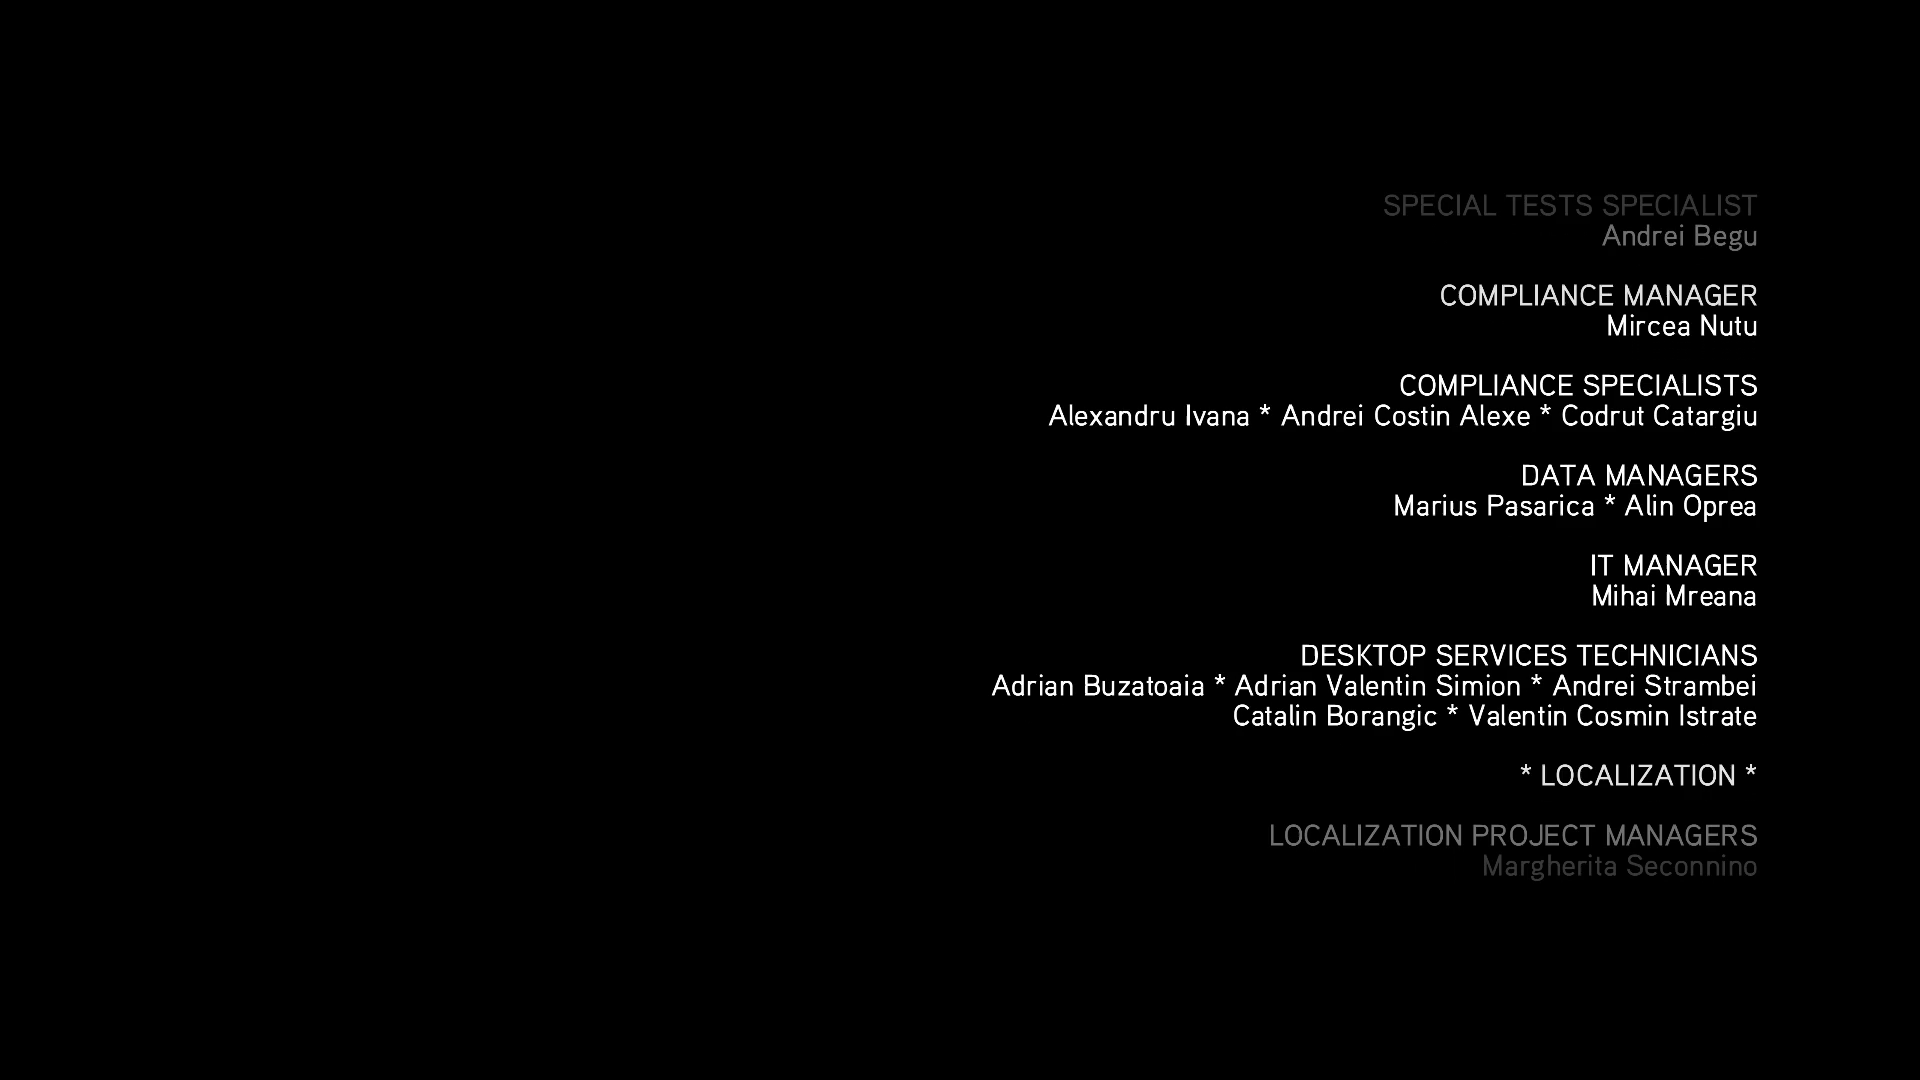 SPECIAL TESTS SPECIALIST
Andrei Begu
COMPLIANCE MANAGER
Mircea Nutu
COMPLIANCE SPECIALISTS
Alexandru Ivana * Andrei Costin Alexe * Codrut Catargiu
DATA MANAGERS
Marius Pasarica * Alin Oprea
IT MANAGER
Mihai Mreana
DESKTOP SERVICES TECHNICIANS
Adrian Buzatoaia * Adrian Valentin Simion * Andrei Strambei
Catalin Borangic * Valentin Cosmin Istrate
* LOCALIZATION *
LOCALIZATION PROJECT MANAGERS
Margherita Seconnino